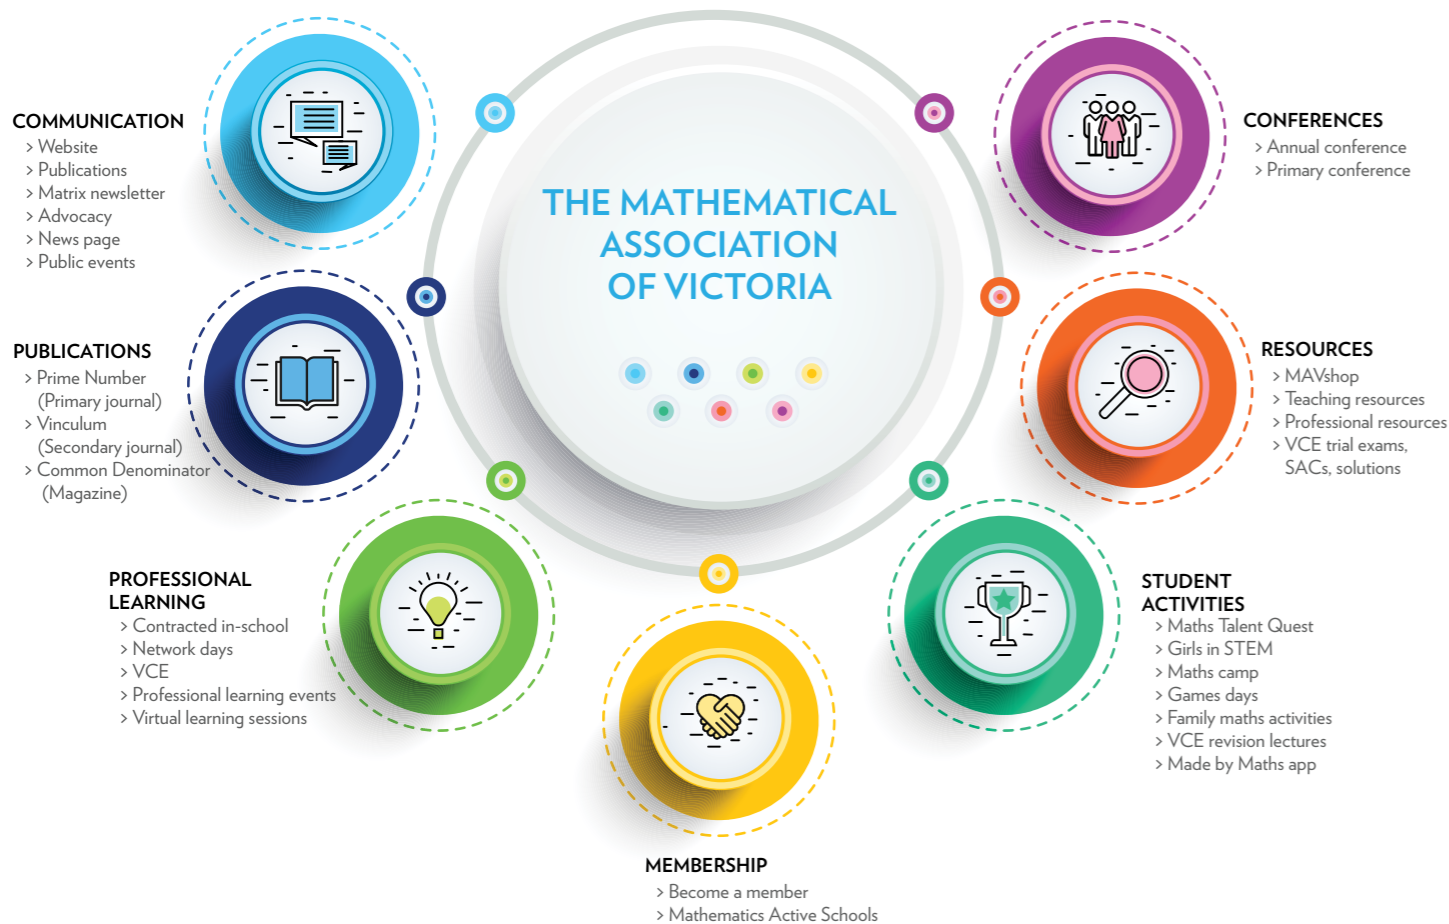 THE MATHEMATICAL
ASSOCIATION
OF VICTORIA
COMMUNICATION
> Website
> Publications
> Matrix newsletter
> Advocacy
> News page
> Public events
PUBLICATIONS
> Prime Number
(Primary journal)
> Vinculum
(Secondary journal)
> Common Denominator
(Magazine)
PROFESSIONAL
LEARNING
> Contracted in-school
> Network days
> VCE
> Professional learning events
> Virtual learning sessions
MEMBERSHIP
> Become a member
> Mathematics Active Schools
STUDENT
ACTIVITIES
> Maths Talent Quest
> Girls in STEM
> Maths camp
> Games days
> Family maths activities
> VCE revision lectures
> Made by Maths app
RESOURCES
> MAVshop
> Teaching resources
> Professional resources
> VCE trial exams,
SACs, solutions
CONFERENCES
> Annual conference
> Primary conference